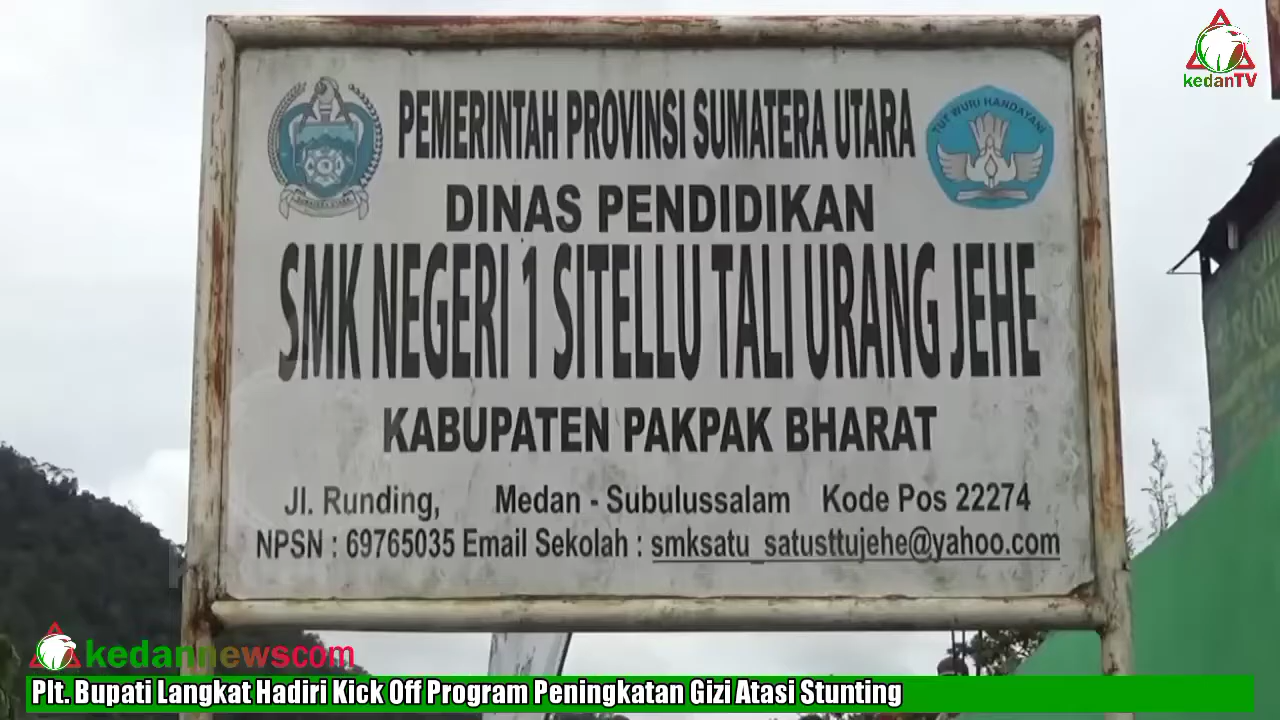 kedanTV
PEMERINTAH PROVINSI SUMATERA UTARA
SUMATERA UTARA
TUT WURI HANDAYANI
DINAS PENDIDIKAN
SMK NEGERI 1 SITELLU TALI URANG JEHE
KABUPATEN PAKPAK BHARAT
Jl. Runding, Medan - Subulussalam Kode Pos 22274
NPSN : 69765035 Email Sekolah : smksatu_satusttujehe@yahoo.com
kedannewscom
Plt. Bupati Langkat Hadiri Kick Off Program Peningkatan Gizi Atasi Stunting